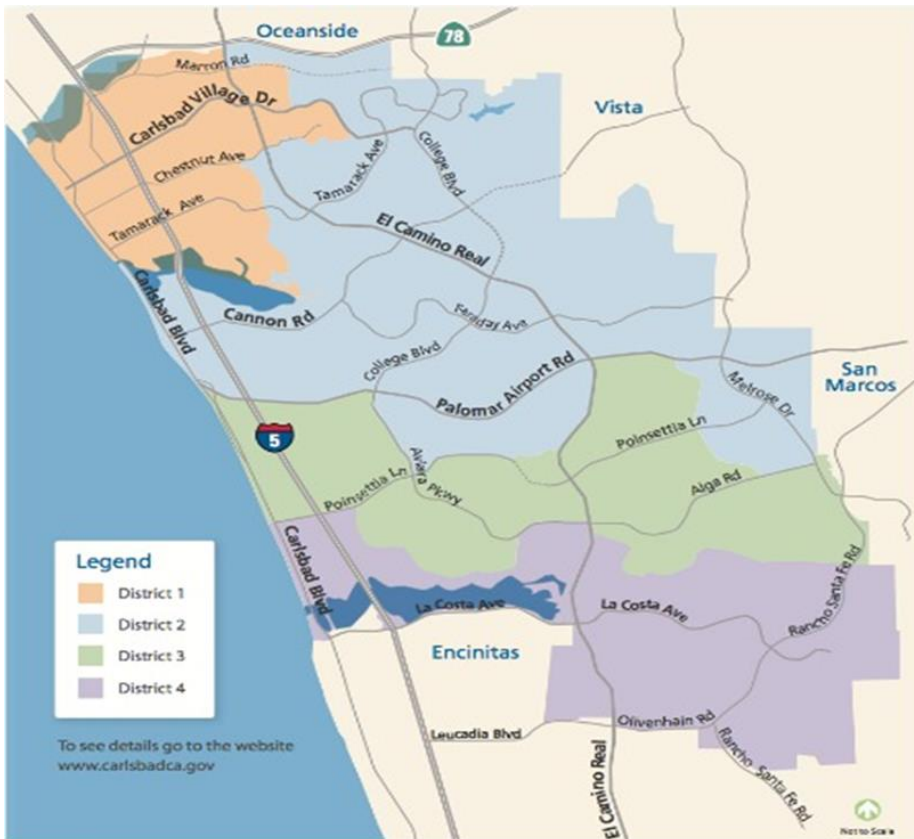 Oceanside
78
Marron Rd
Carlsbad Village Dr
Vista
Chestnut Ave
Tamarack Ave
College Blvd
Tamarack Ave
El Camino Real
Carlsbad Blvd
Cannon Rd
Faraday Ave
College Blvd
Palomar Airport Rd
San
Marcos
Melrose Dr
5
Poinsettia Ln
Poinsettia Ln
Aviara Pkwy
Alga Rd
Carlsbad Blvd
La Costa Ave
La Costa Ave
Rancho Santa Fe Rd
Encinitas
Olivenhain Rd
Leucadia Blvd
Rancho Santa Fe Rd
El Camino Real
Legend
District 1
District 2
District 3
District 4
To see details go to the website
www.carlsbadca.gov
Not to Scale